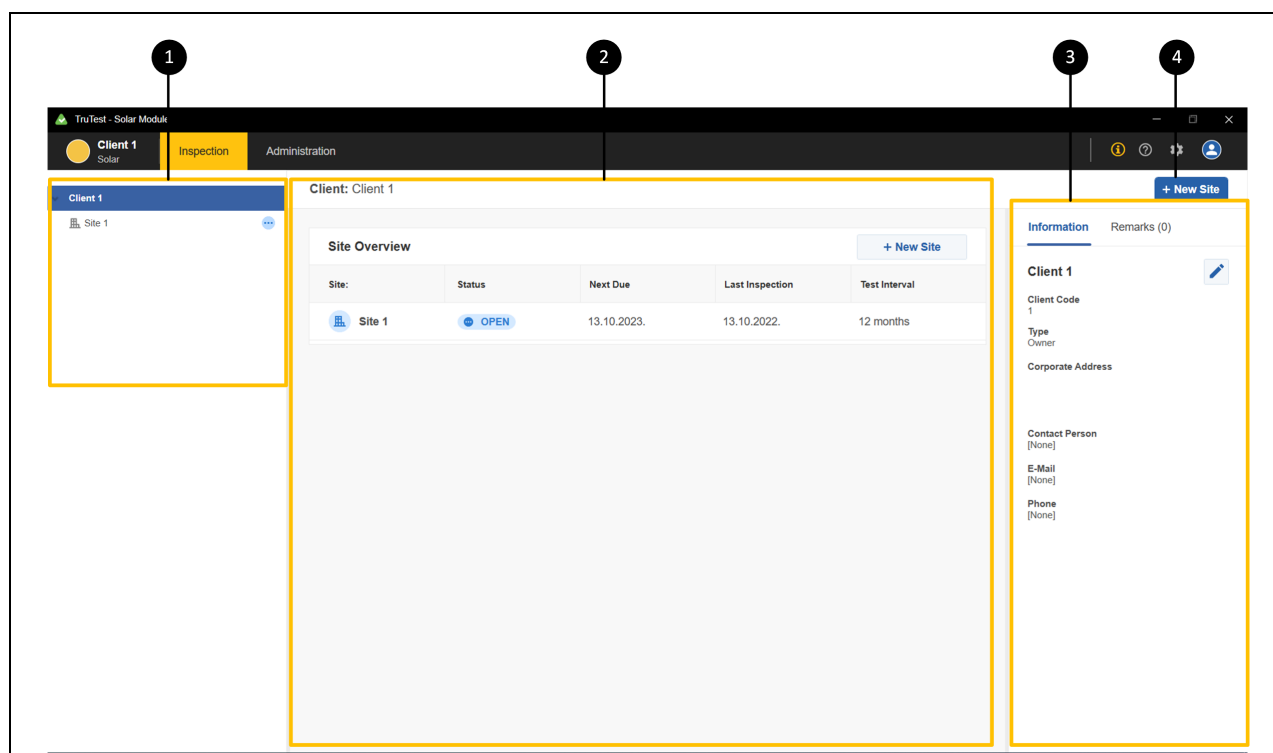 1
2
3
4
TruTest - Solar Module
Client 1
Solar
Inspection
Administration
Client 1
Site 1
Client: Client 1
+ New Site
Site Overview
+ New Site
Site:
Status
Next Due
Last Inspection
Test Interval
Site 1
OPEN
13.10.2023.
13.10.2022.
12 months
Information
Remarks (0)
Client 1
Client Code
1
Type
Owner
Corporate Address
Contact Person
[None]
E-Mail
[None]
Phone
[None]